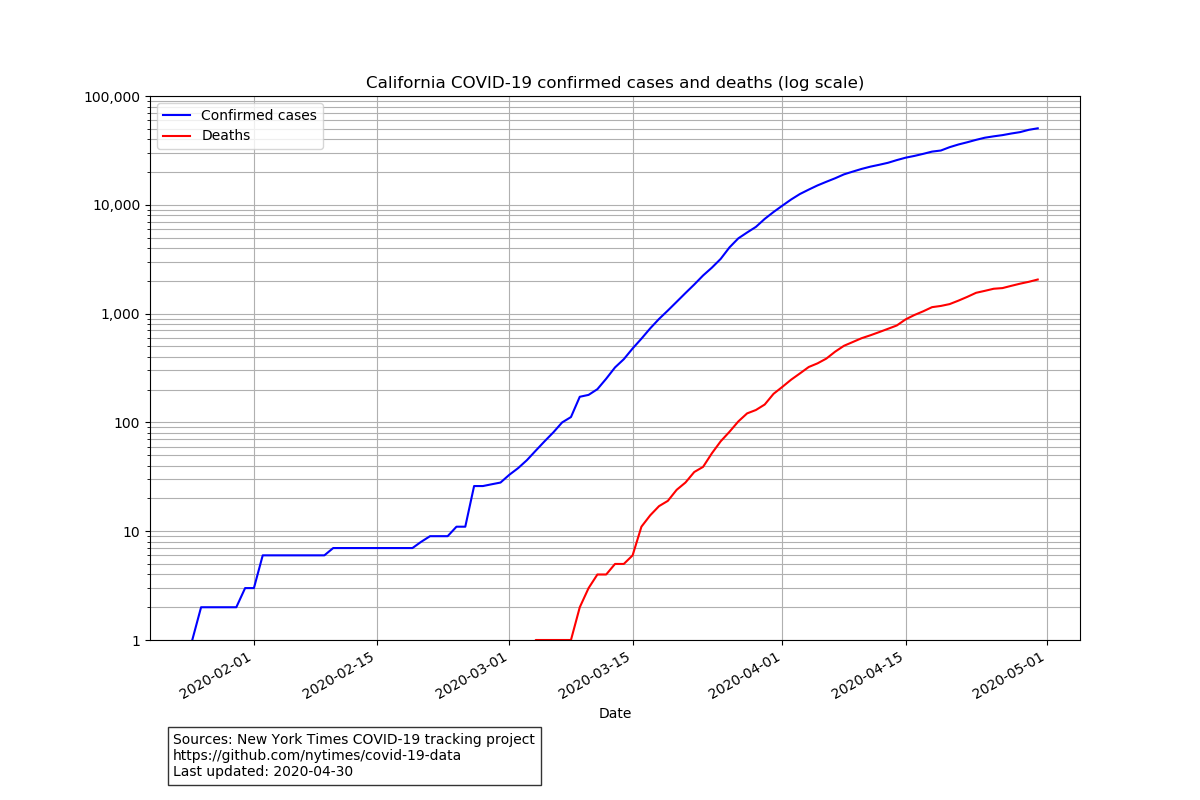 California COVID-19 confirmed cases and deaths (log scale)
100,000
10,000
1,000
100
10
1
Confirmed cases
Deaths
2020-02-01
2020-02-15
2020-03-01
2020-03-15
2020-04-01
2020-04-15
2020-05-01
Date
Sources: New York Times COVID-19 tracking project
https://github.com/nytimes/covid-19-data
Last updated: 2020-04-30